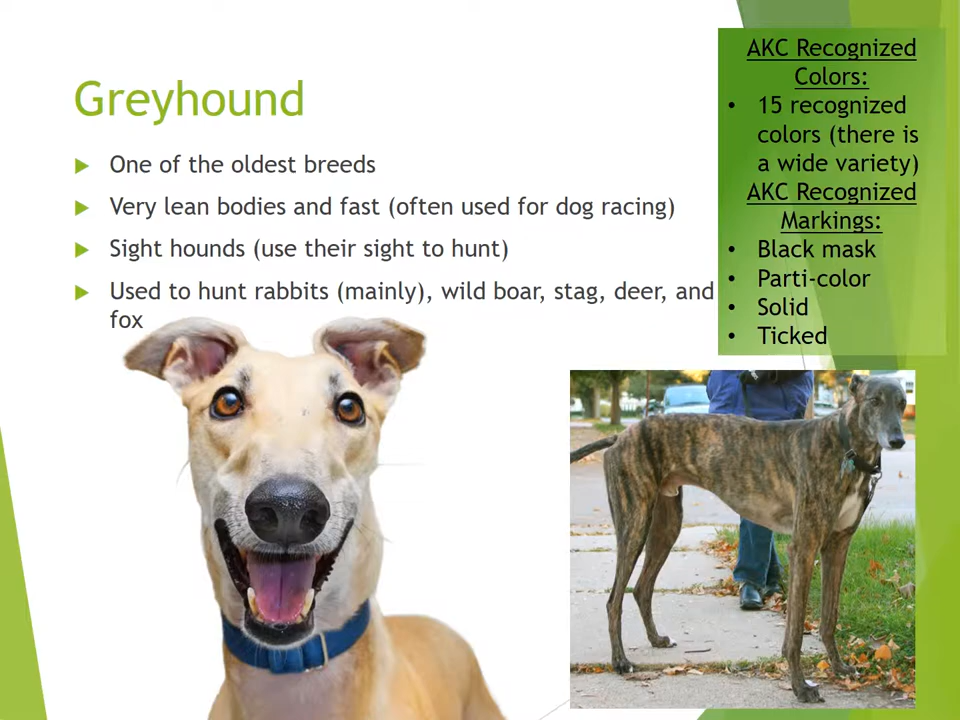 Greyhound
One of the oldest breeds
Very lean bodies and fast (often used for dog racing)
Sight hounds (use their sight to hunt)
Used to hunt rabbits (mainly), wild boar, stag, deer, and
fox
AKC Recognized
Colors:
• 15 recognized
colors (there is
a wide variety)
AKC Recognized
Markings:
• Black mask
• Parti-color
• Solid
• Ticked